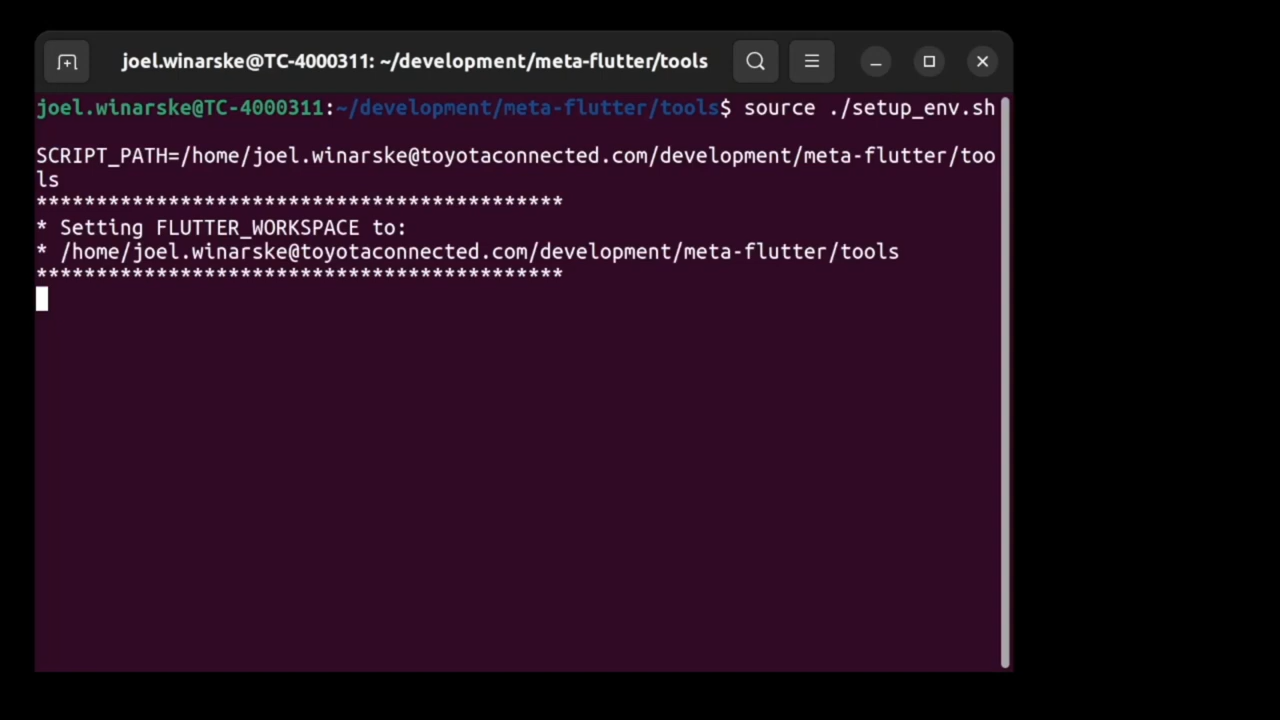 joel.winarske@TC-4000311: ~/development/meta-flutter/tools
joel.winarske@TC-4000311:~/development/meta-flutter/tools$ source ./setup_env.sh
SCRIPT_PATH=/home/joel.winarske@toyotaconnected.com/development/meta-flutter/too
ls
********************************************
* Setting FLUTTER_WORKSPACE to:
* /home/joel.winarske@toyotaconnected.com/development/meta-flutter/tools
********************************************